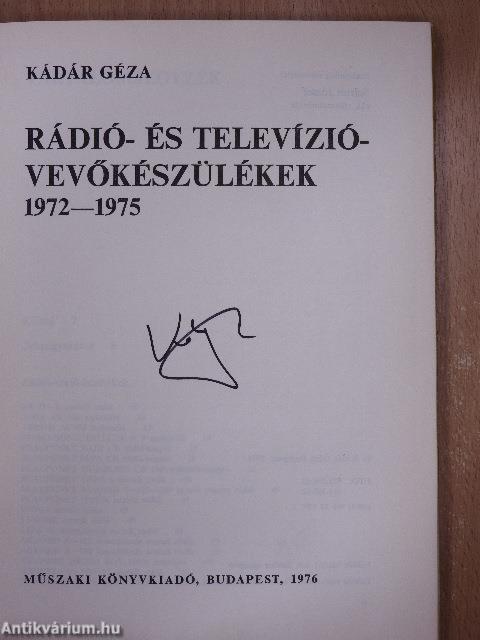 KÁDÁR GÉZA
RÁDIÓ- ÉS TELEVÍZIÓ-
VEVŐKÉSZÜLÉKEK
1972—1975
MŰSZAKI KÖNYVKIADÓ, BUDAPEST, 1976
Antikvárium.hu